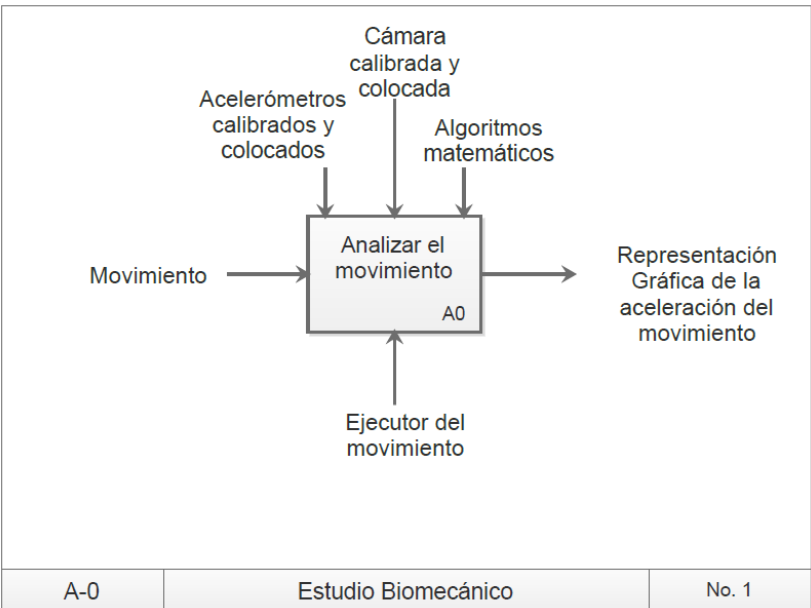 Cámara
calibrada y
colocada
Acelerómetros
calibrados y
colocados
Algoritmos
matemáticos
Analizar el
movimiento
A0
Movimiento
Representación
Gráfica de la
aceleración del
movimiento
Ejecutor del
movimiento
A-0
Estudio Biomecánico
No. 1